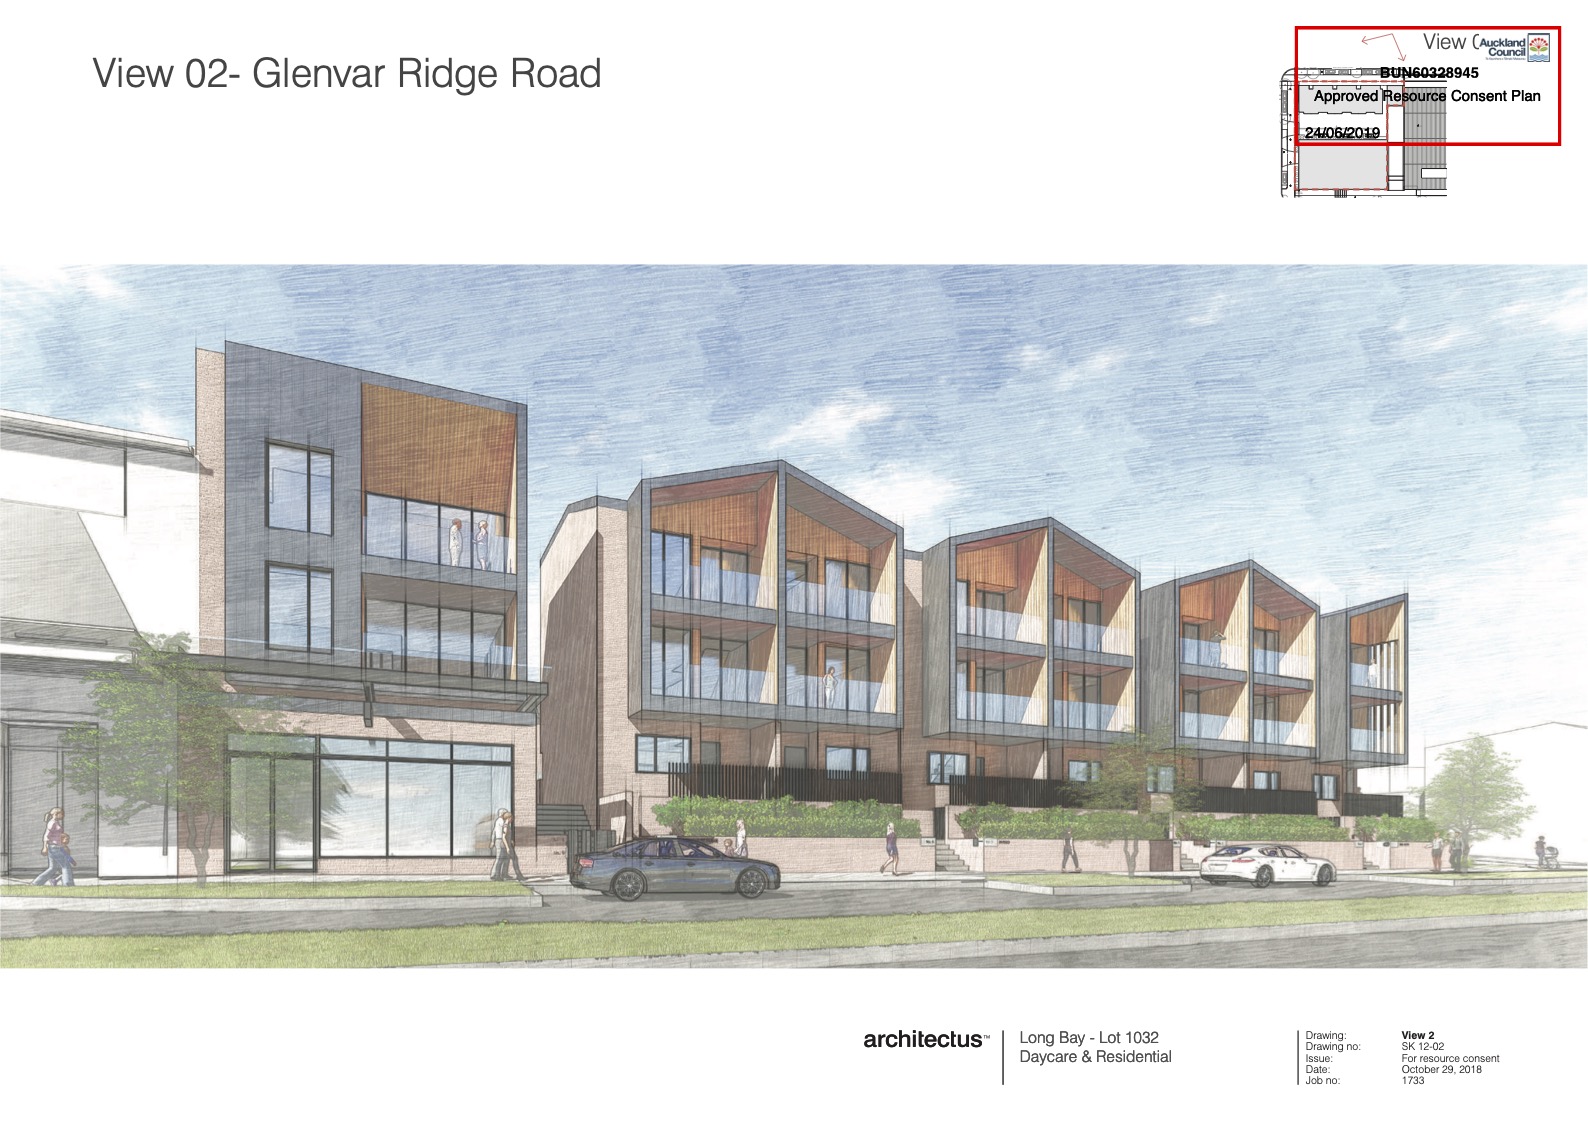 View 02- Glenvar Ridge Road
View
Auckland
Council
BUN60328945
Approved Resource Consent Plan
24/06/2019
architectus™
Long Bay - Lot 1032
Daycare & Residential
Drawing: View 2
Drawing no: SK 12-02
Issue: For resource consent
Date: October 29, 2018
Job no: 1733